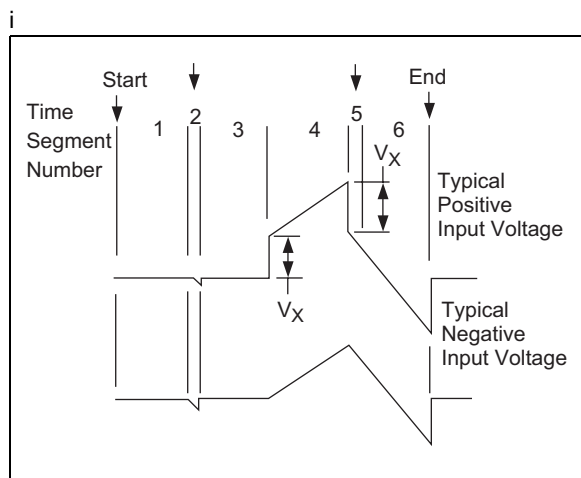 i
Start
End
Time
Segment
Number
1
2
3
4
5
6
VX
Typical
Positive
Input Voltage
VX
Typical
Negative
Input Voltage